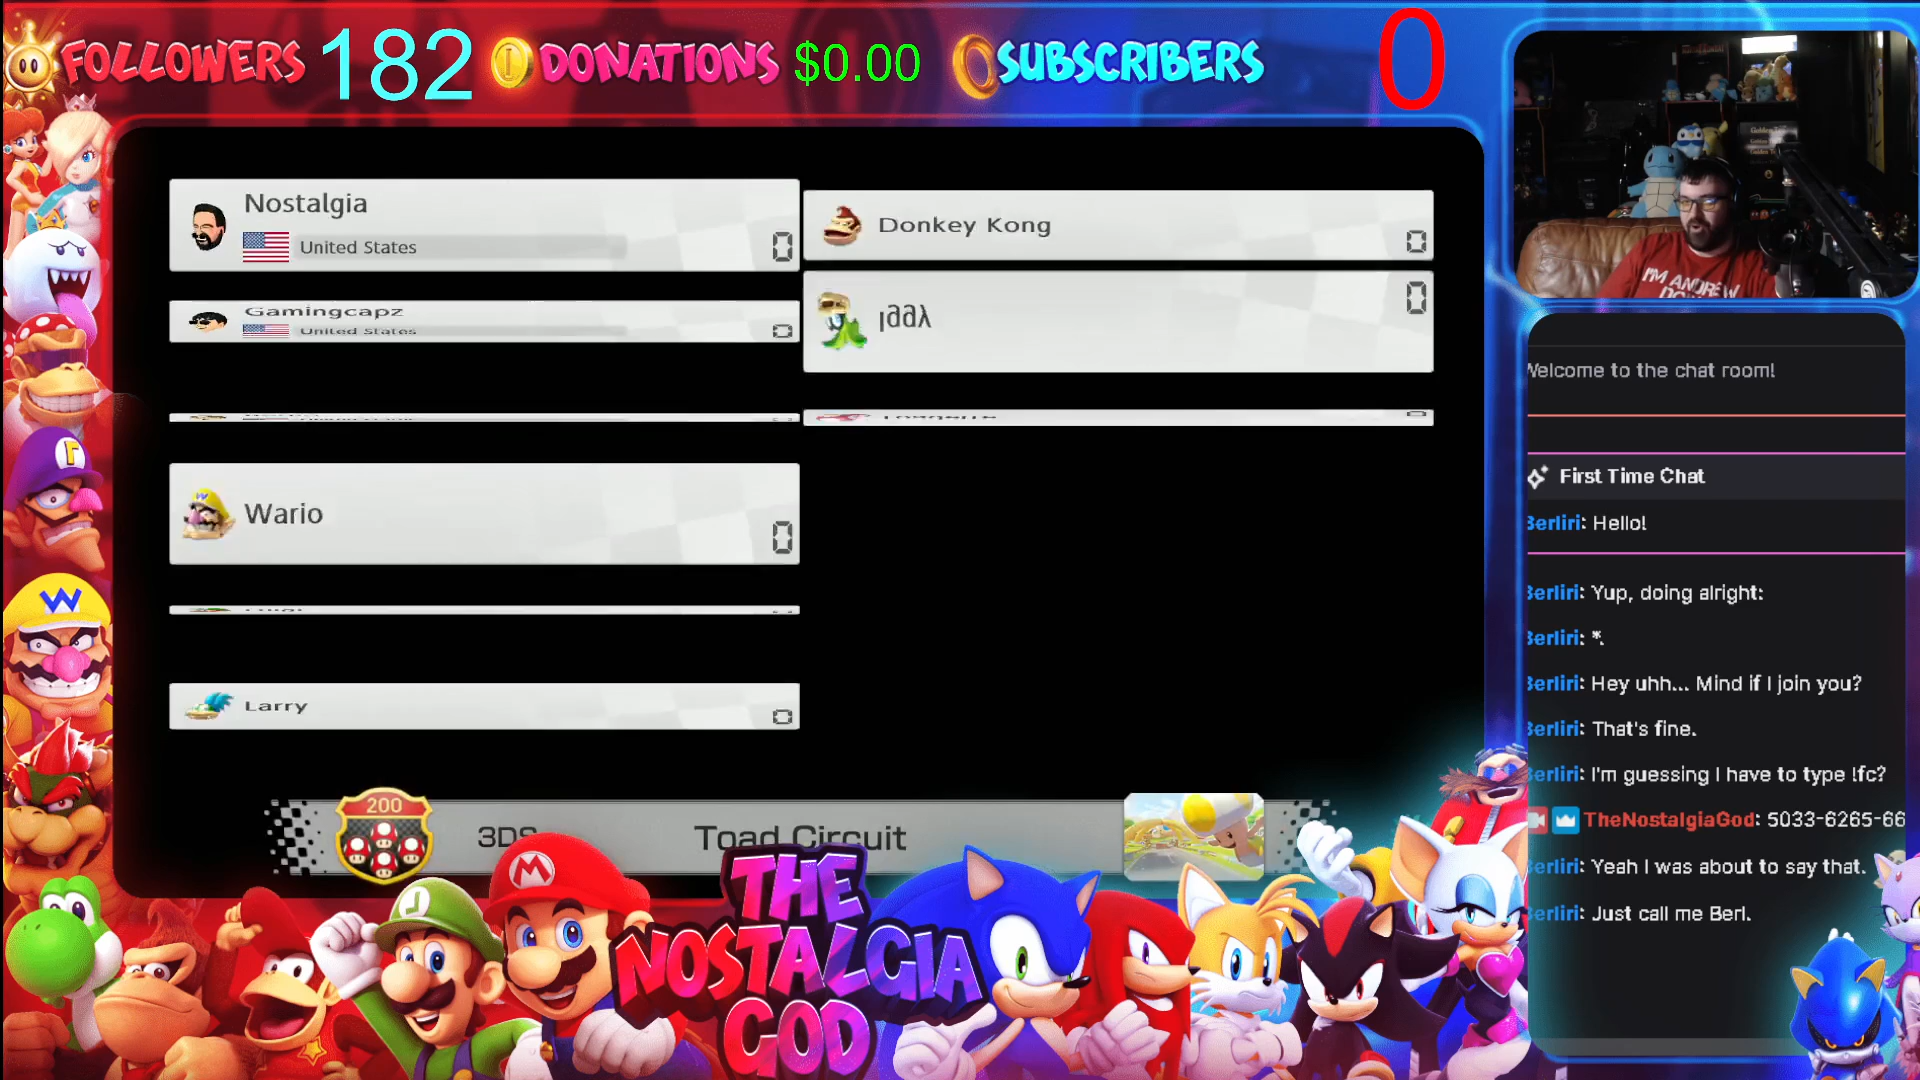 FOLLOWERS 182 DONATIONS $0.00 SUBSCRIBERS 0
Nostalgia
United States 0
Donkey Kong 0
Gamingcapz
United States 0
Iggy 0
Wario 0
Larry 0
200 3DS Toad Circuit
THE
NOSTALGIA
GOD
I'M ANDREW
Welcome to the chat room!
First Time Chat
Berliri: Hello!
Berliri: Yup, doing alright:
Berliri: *.
Berliri: Hey uhh... Mind if I join you?
Berliri: That's fine.
Berliri: I'm guessing I have to type !fc?
TheNostalgiaGod: 5033-6265-66
Berliri: Yeah I was about to say that.
Berliri: Just call me Berl.